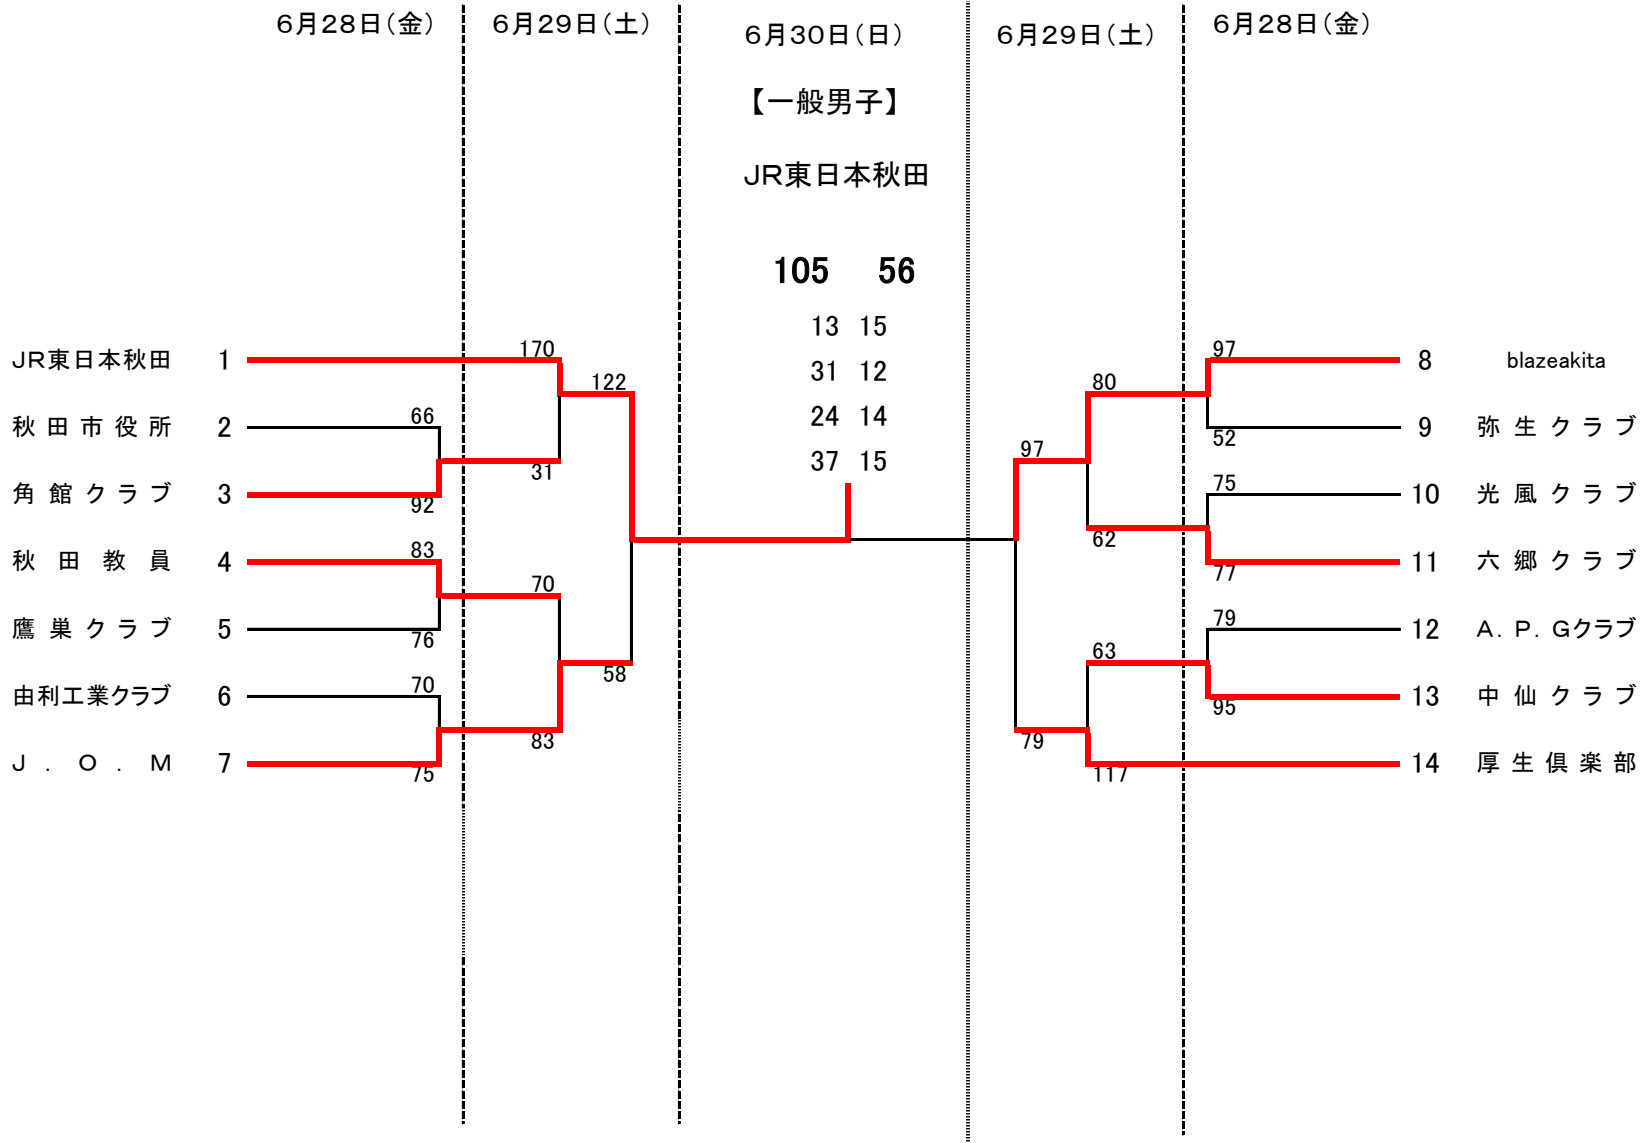 6月28日(金) 6月29日(土) 6月30日(日) 6月29日(土) 6月28日(金)
【一般男子】
JR東日本秋田
105 56
13 15
31 12
24 14
37 15
JR東日本秋田 1
秋田市役所 2
角館クラブ 3
秋田教員 4
鷹巣クラブ 5
由利工業クラブ 6
J.O.M 7
66
92
83
76
70
75
170
31
70
83
122
58
97
79
80
62
63
117
97
52
75
77
79
95
8 blazeakita
9 弥生クラブ
10 光風クラブ
11 六郷クラブ
12 A.P.Gクラブ
13 中仙クラブ
14 厚生倶楽部